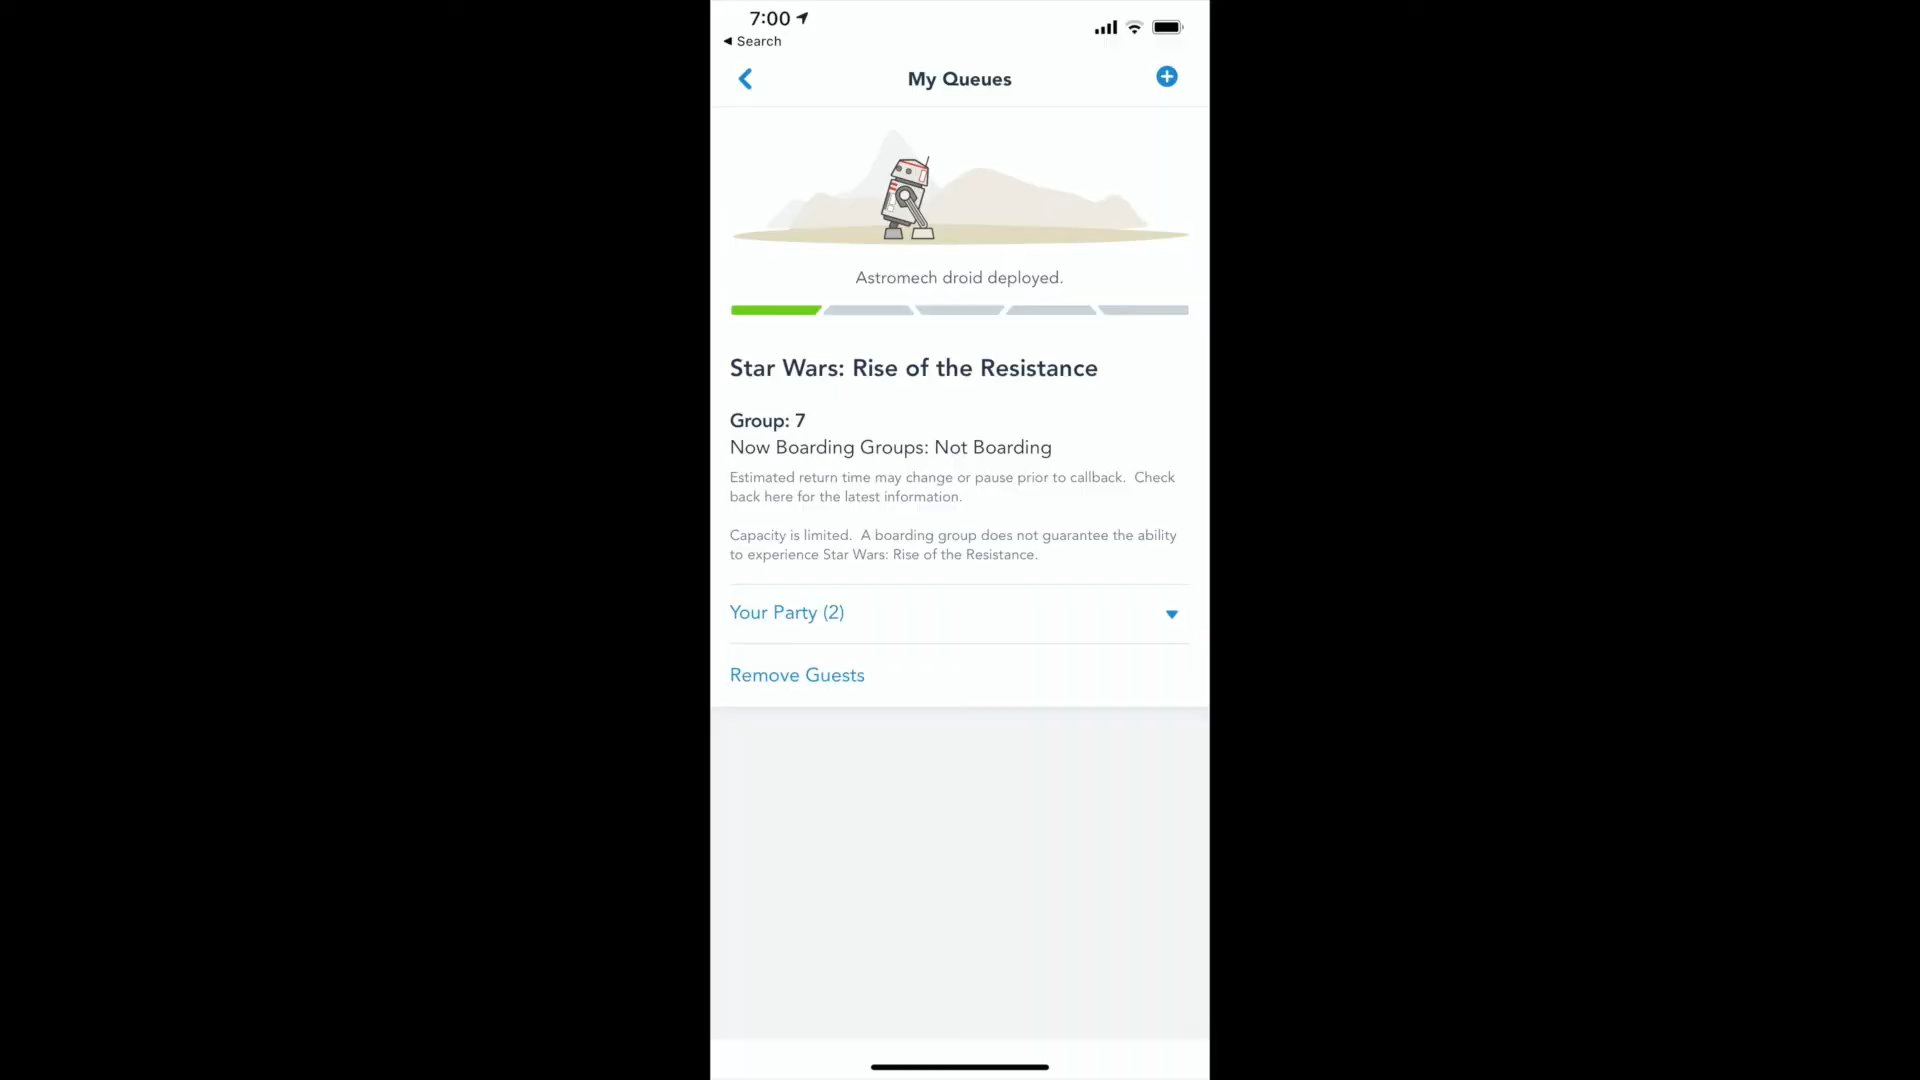 7:00
Search
My Queues
Astromech droid deployed.
Star Wars: Rise of the Resistance
Group: 7
Now Boarding Groups: Not Boarding
Estimated return time may change or pause prior to callback. Check
back here for the latest information.
Capacity is limited. A boarding group does not guarantee the ability
to experience Star Wars: Rise of the Resistance.
Your Party (2)
Remove Guests